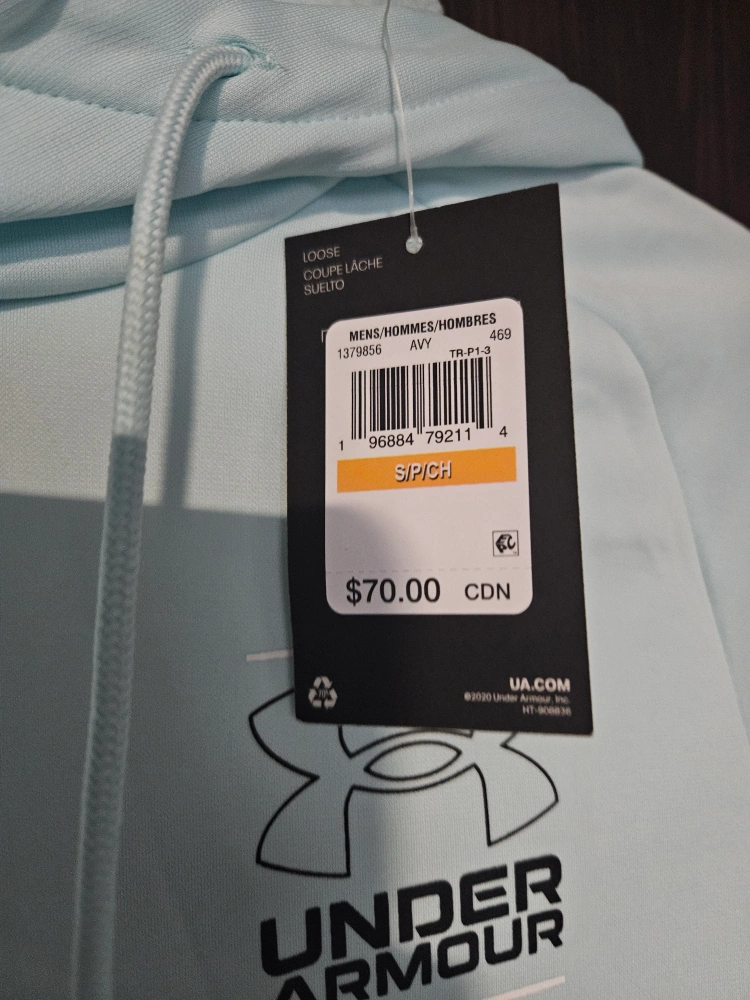 LOOSE
COUPE LÂCHE
SUELTO
MENS/HOMMES/HOMBRES
1379856 AVY 469
TR-P1-3
1 96884 79211 4
S/P/CH
$70.00 CDN
UA.COM
©2020 Under Armour, Inc.
HT-908836
UNDER
ARMOUR